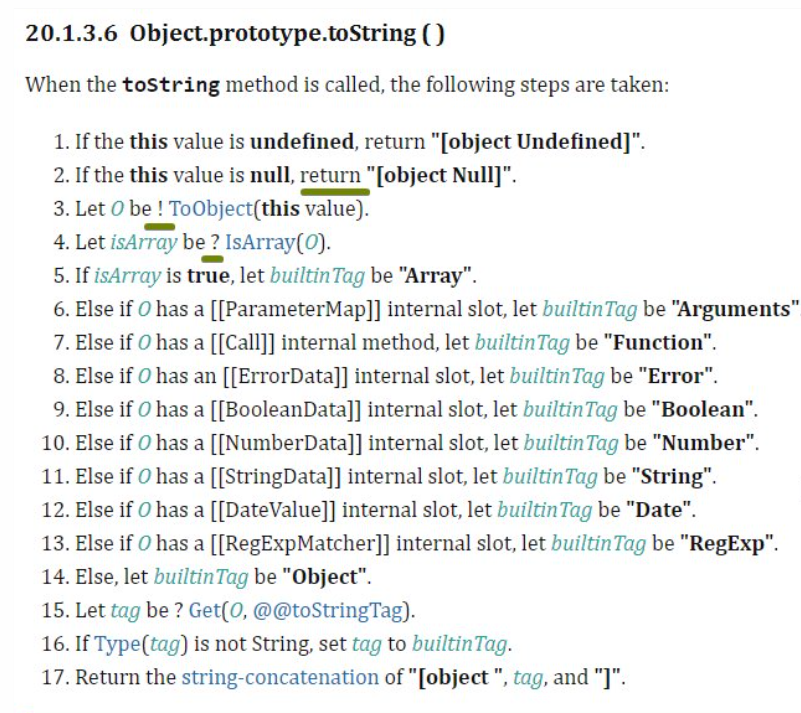 20.1.3.6 Object.prototype.toString ( )
When the toString method is called, the following steps are taken:
1. If the this value is undefined, return "[object Undefined]".
2. If the this value is null, return "[object Null]".
3. Let O be ! ToObject(this value).
4. Let isArray be ? IsArray(O).
5. If isArray is true, let builtinTag be "Array".
6. Else if O has a [[ParameterMap]] internal slot, let builtinTag be "Arguments".
7. Else if O has a [[Call]] internal method, let builtinTag be "Function".
8. Else if O has an [[ErrorData]] internal slot, let builtinTag be "Error".
9. Else if O has a [[BooleanData]] internal slot, let builtinTag be "Boolean".
10. Else if O has a [[NumberData]] internal slot, let builtinTag be "Number".
11. Else if O has a [[StringData]] internal slot, let builtinTag be "String".
12. Else if O has a [[DateValue]] internal slot, let builtinTag be "Date".
13. Else if O has a [[RegExpMatcher]] internal slot, let builtinTag be "RegExp".
14. Else, let builtinTag be "Object".
15. Let tag be ? Get(O, @@toStringTag).
16. If Type(tag) is not String, set tag to builtinTag.
17. Return the string-concatenation of "[object ", tag, and "]".